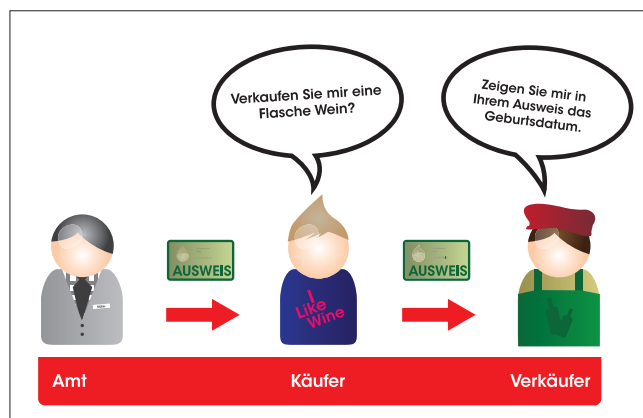 Verkaufen Sie mir eine
Flasche Wein?
Zeigen Sie mir in
Ihrem Ausweis das
Geburtsdatum.
AUSWEIS
AUSWEIS
I
Like
Wine
Amt
Käufer
Verkäufer